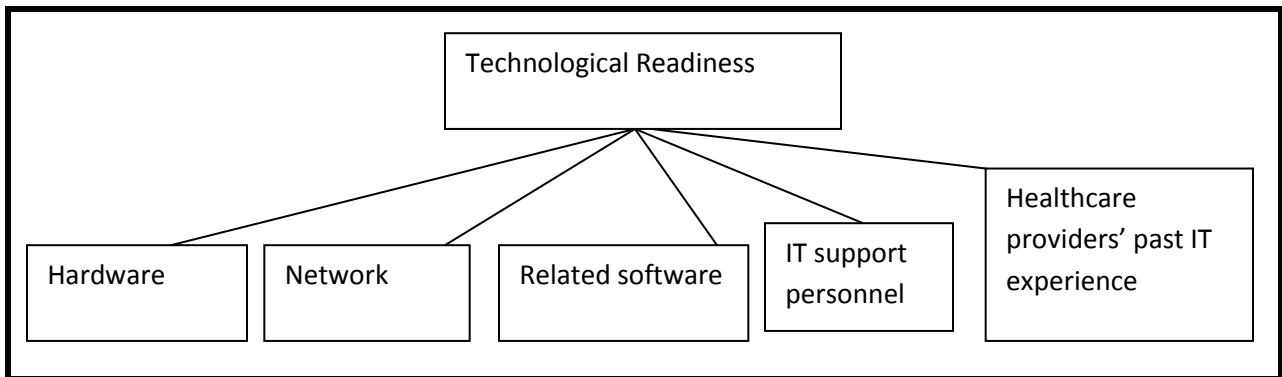 Technological Readiness
Hardware
Network
Related software
IT support
personnel
Healthcare
providers’ past IT
experience